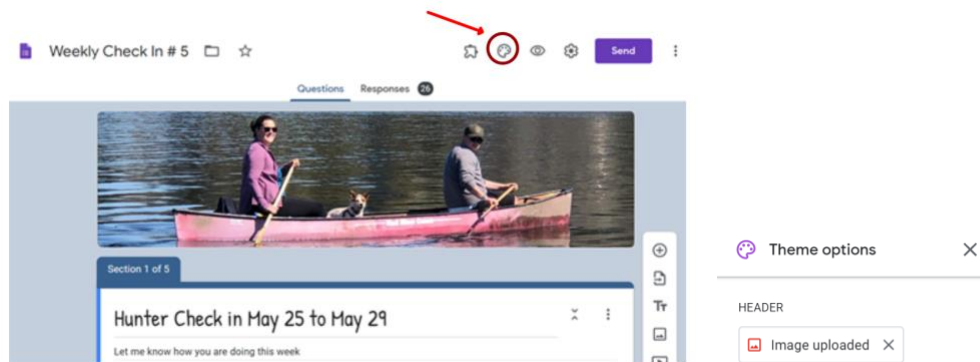 Weekly Check In # 5
Send
Questions Responses 26
Section 1 of 5
Hunter Check in May 25 to May 29
Let me know how you are doing this week
Tт
Theme options
HEADER
Image uploaded